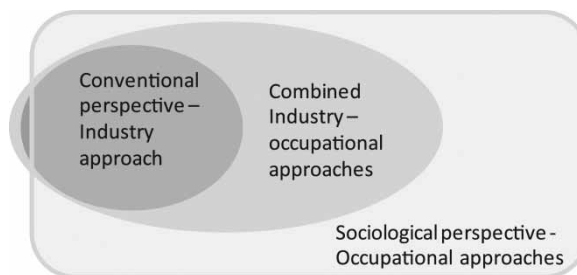 Conventional
perspective –
Industry
approach
Combined
Industry –
occupational
approaches
Sociological perspective -
Occupational approaches